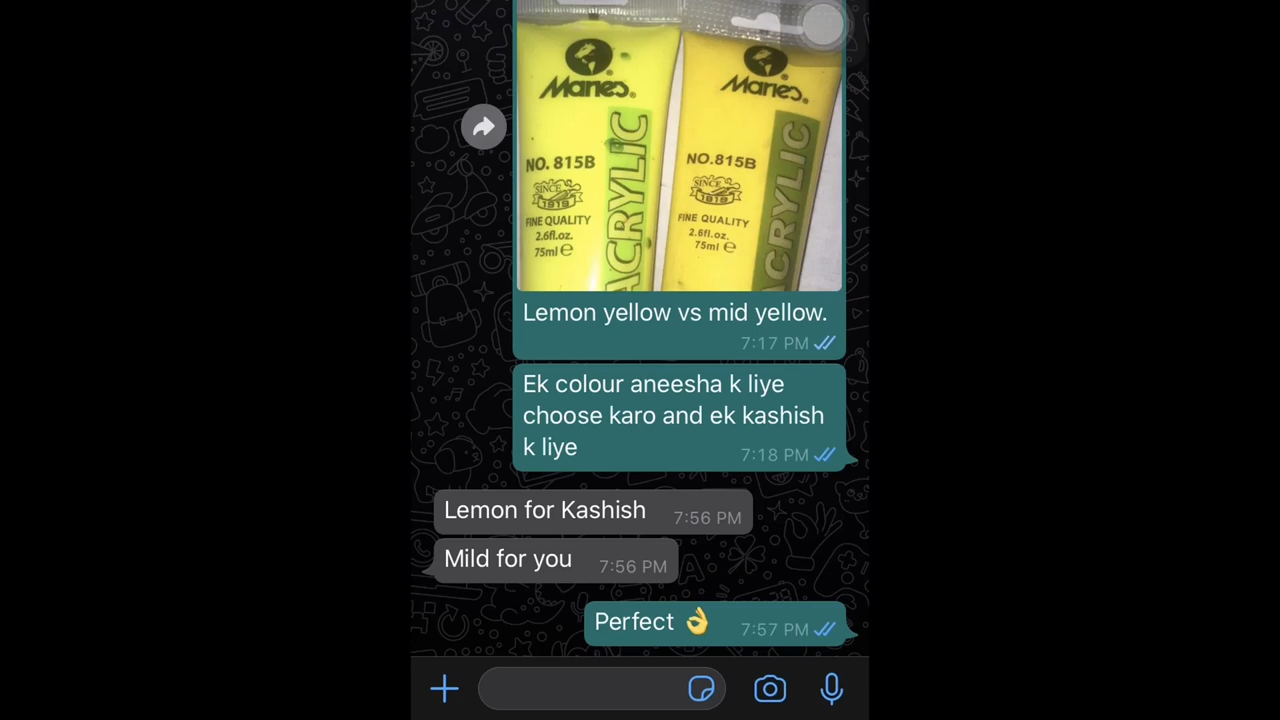 Maries®
Maries®
ACRYLIC
ACRYLIC
NO. 815B
NO.815B
SINCE
1919
SINCE
1919
FINE QUALITY
FINE QUALITY
2.6fl.oz.
2.6fl.oz.
75ml e
75ml e
Lemon yellow vs mid yellow.
7:17 PM
Ek colour aneesha k liye
choose karo and ek kashish
k liye
7:18 PM
Lemon for Kashish 7:56 PM
Mild for you 7:56 PM
Perfect 👌 7:57 PM